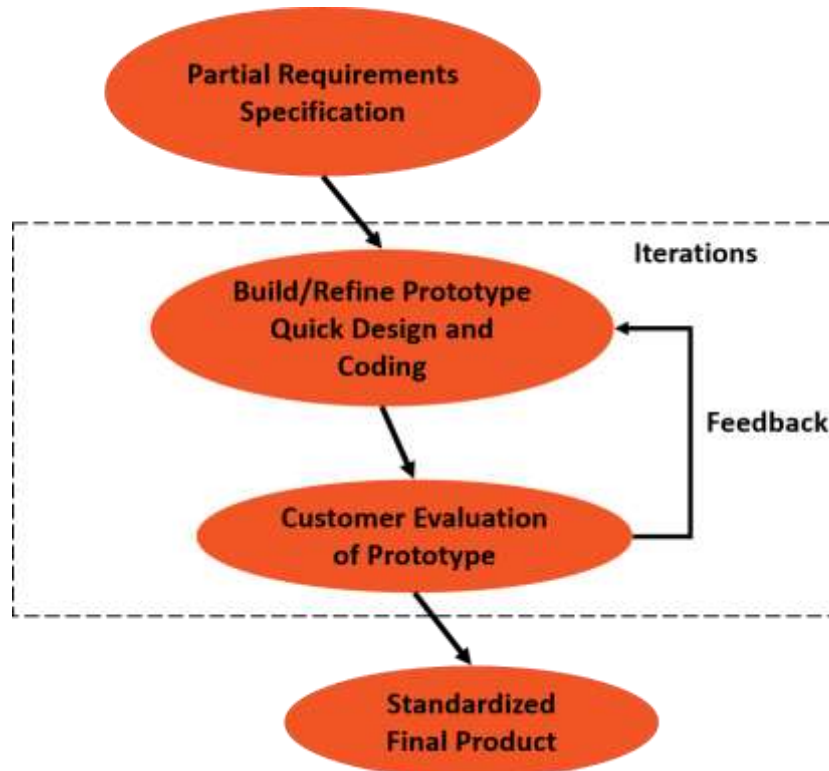 Partial Requirements
Specification
Iterations
Build/Refine Prototype
Quick Design and
Coding
Feedback
Customer Evaluation
of Prototype
Standardized
Final Product